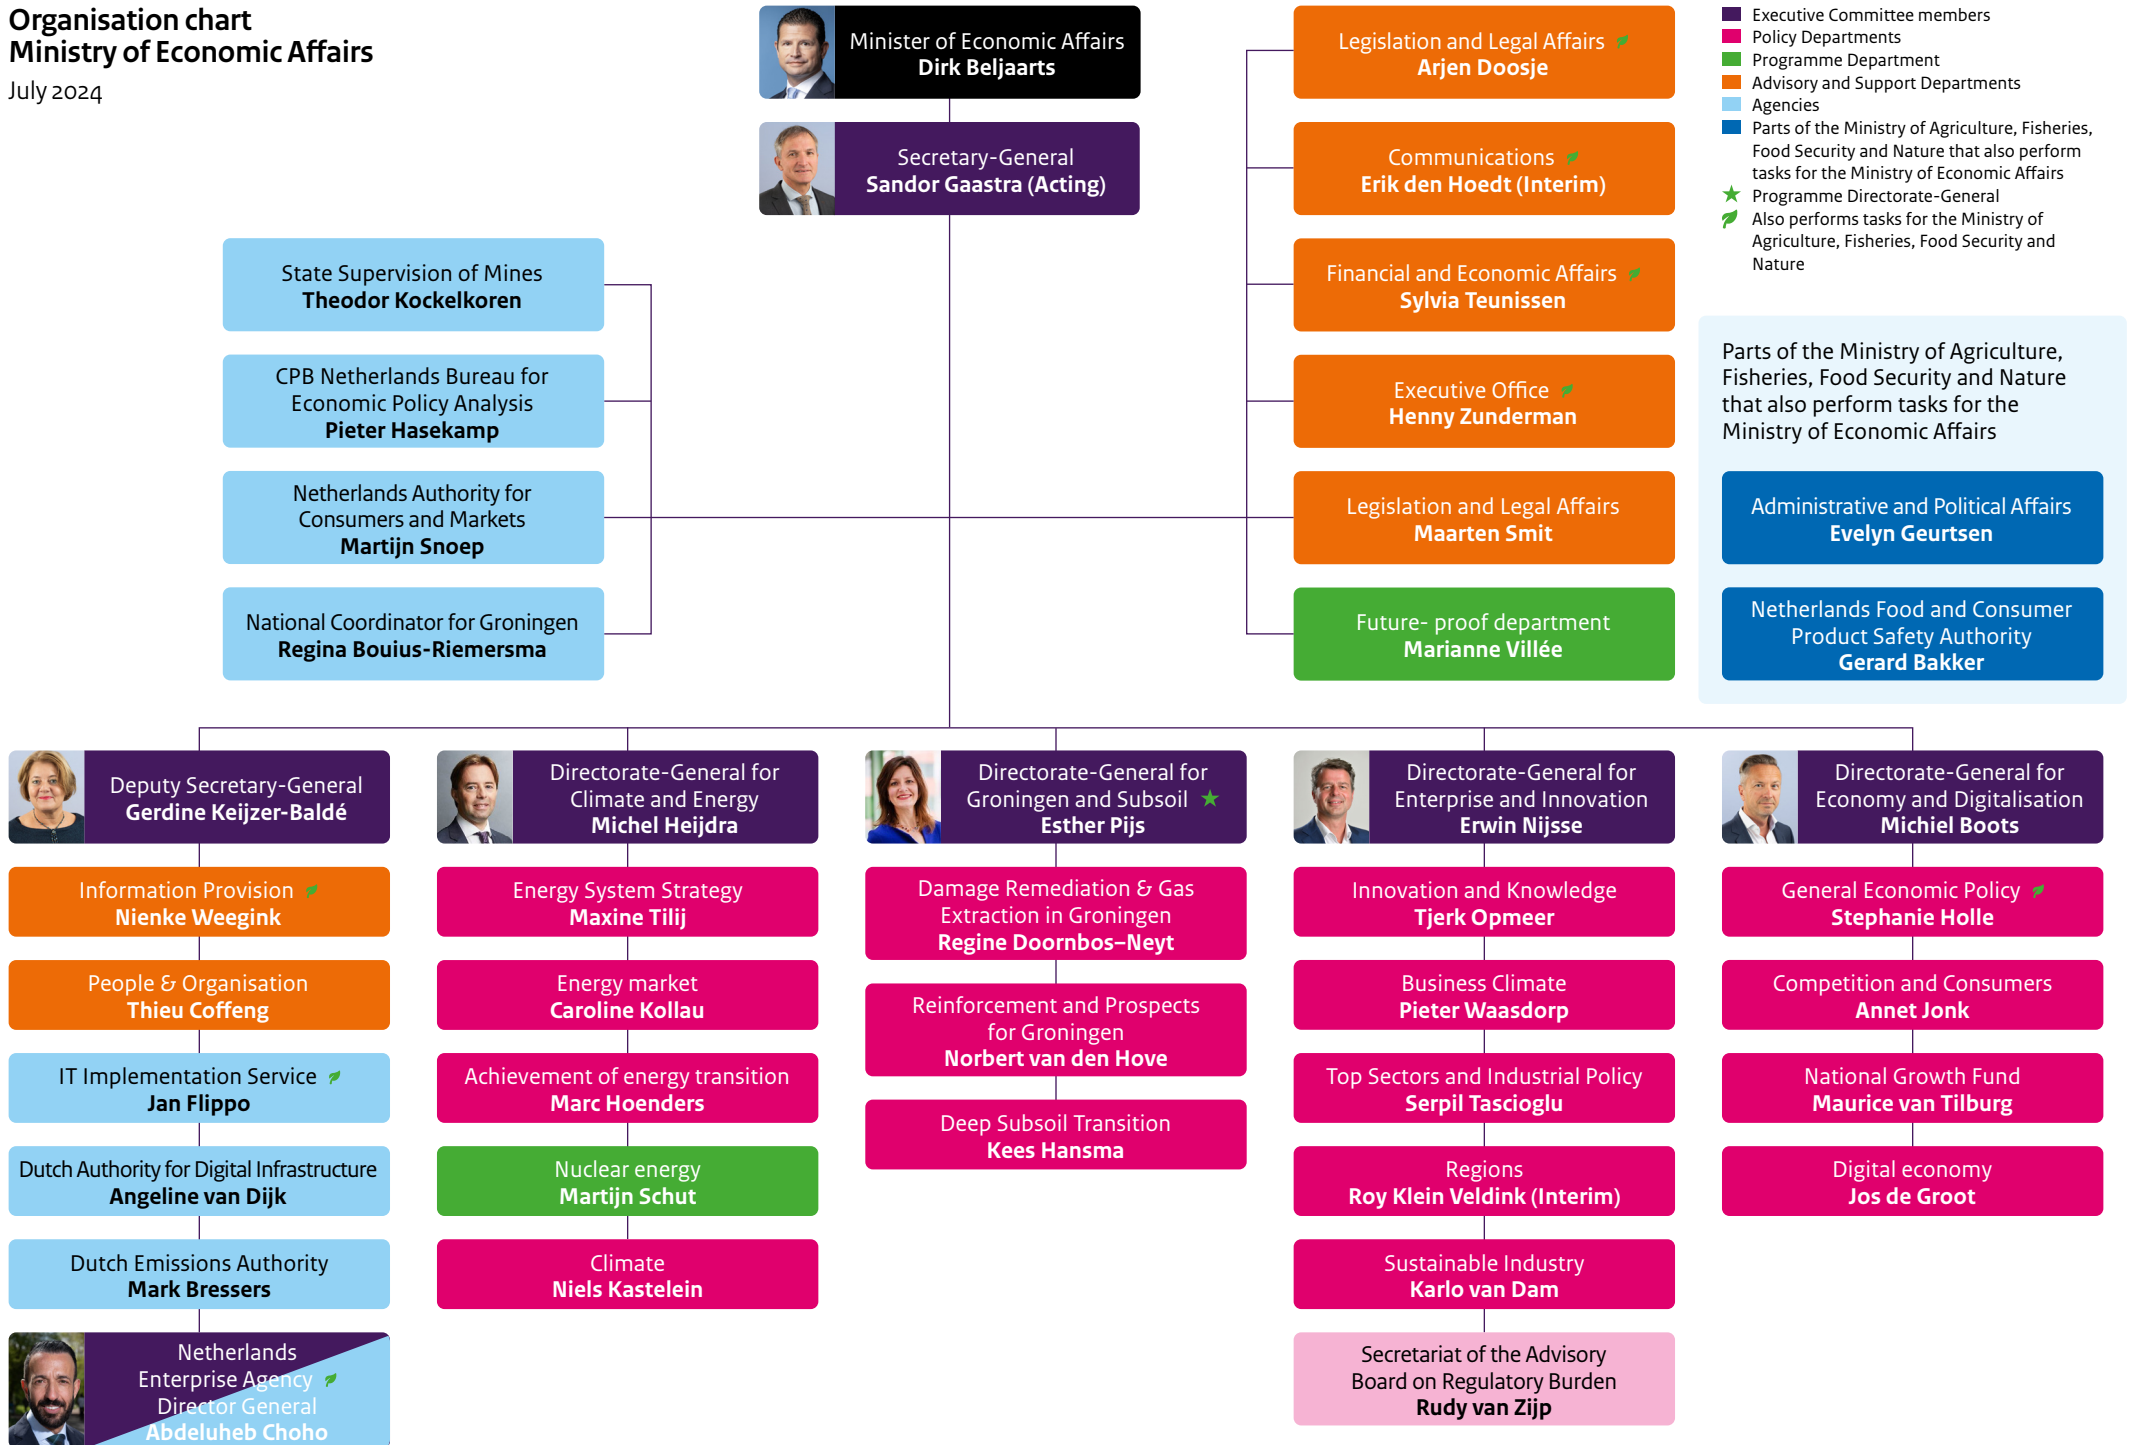 Organisation chart
Ministry of Economic Affairs
July 2024
Minister of Economic Affairs
Dirk Beljaarts
Secretary-General
Sandor Gaastra (Acting)
Legislation and Legal Affairs
Arjen Doosje
Communications
Erik den Hoedt (Interim)
Financial and Economic Affairs
Sylvia Teunissen
Executive Office
Henny Zunderman
Legislation and Legal Affairs
Maarten Smit
Future- proof department
Marianne Villée
Executive Committee members
Policy Departments
Programme Department
Advisory and Support Departments
Agencies
Parts of the Ministry of Agriculture, Fisheries,
Food Security and Nature that also perform
tasks for the Ministry of Economic Affairs
Programme Directorate-General
Also performs tasks for the Ministry of
Agriculture, Fisheries, Food Security and
Nature
Parts of the Ministry of Agriculture,
Fisheries, Food Security and Nature
that also perform tasks for the
Ministry of Economic Affairs
Administrative and Political Affairs
Evelyn Geurtsen
Netherlands Food and Consumer
Product Safety Authority
Gerard Bakker
State Supervision of Mines
Theodor Kockelkoren
CPB Netherlands Bureau for
Economic Policy Analysis
Pieter Hasekamp
Netherlands Authority for
Consumers and Markets
Martijn Snoep
National Coordinator for Groningen
Regina Bouius-Riemersma
Deputy Secretary-General
Gerdine Keijzer-Baldé
Information Provision
Nienke Weegink
People & Organisation
Thieu Coffeng
IT Implementation Service
Jan Flippo
Dutch Authority for Digital Infrastructure
Angeline van Dijk
Dutch Emissions Authority
Mark Bressers
Netherlands
Enterprise Agency
Director General
Abdeluheb Choho
Directorate-General for
Climate and Energy
Michel Heijdra
Energy System Strategy
Maxine Tilij
Energy market
Caroline Kollau
Achievement of energy transition
Marc Hoenders
Nuclear energy
Martijn Schut
Climate
Niels Kastelein
Directorate-General for
Groningen and Subsoil
Esther Pijs
Damage Remediation & Gas
Extraction in Groningen
Regine Doornbos–Neyt
Reinforcement and Prospects
for Groningen
Norbert van den Hove
Deep Subsoil Transition
Kees Hansma
Directorate-General for
Enterprise and Innovation
Erwin Nijsse
Innovation and Knowledge
Tjerk Opmeer
Business Climate
Pieter Waasdorp
Top Sectors and Industrial Policy
Serpil Tascioglu
Regions
Roy Klein Veldink (Interim)
Sustainable Industry
Karlo van Dam
Secretariat of the Advisory
Board on Regulatory Burden
Rudy van Zijp
Directorate-General for
Economy and Digitalisation
Michiel Boots
General Economic Policy
Stephanie Holle
Competition and Consumers
Annet Jonk
National Growth Fund
Maurice van Tilburg
Digital economy
Jos de Groot